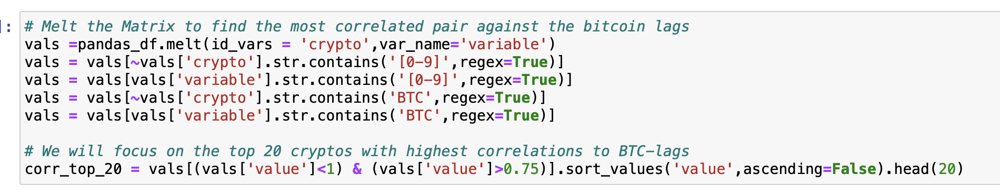 ]:
# Melt the Matrix to find the most correlated pair against the bitcoin lags
vals =pandas_df.melt(id_vars = 'crypto',var_name='variable')
vals = vals[~vals['crypto'].str.contains('[0-9]',regex=True)]
vals = vals[vals['variable'].str.contains('[0-9]',regex=True)]
vals = vals[~vals['crypto'].str.contains('BTC',regex=True)]
vals = vals[vals['variable'].str.contains('BTC',regex=True)]
# We will focus on the top 20 cryptos with highest correlations to BTC-lags
corr_top_20 = vals[(vals['value']<1) & (vals['value']>0.75)].sort_values('value',ascending=False).head(20)